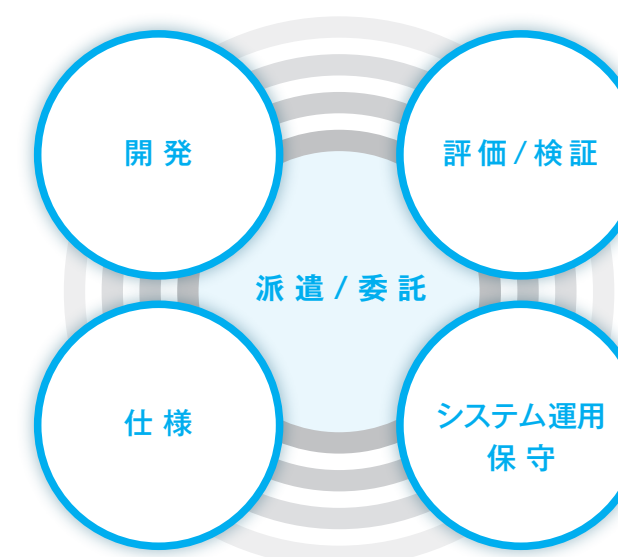 開発
評価/検証
派遣/委託
仕様
システム運用
保守